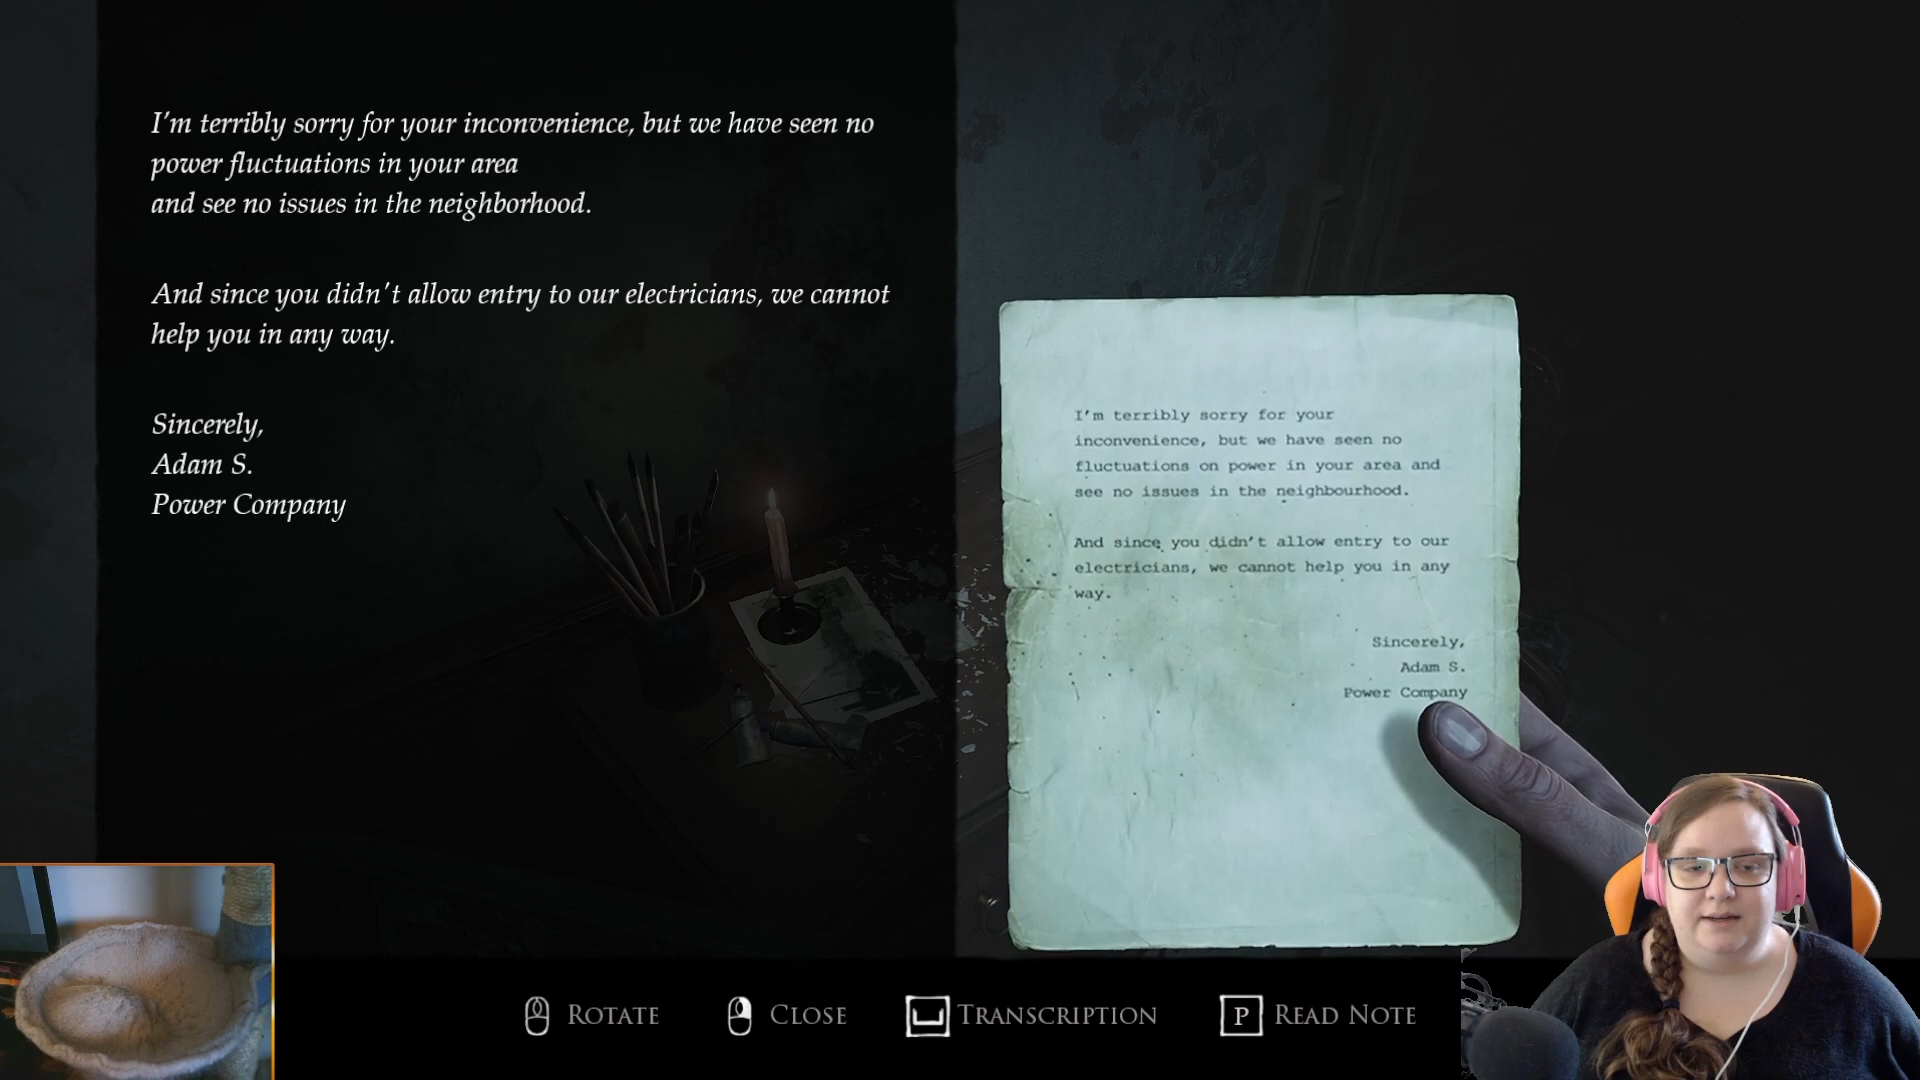 I'm terribly sorry for your inconvenience, but we have seen no
power fluctuations in your area
and see no issues in the neighborhood.
And since you didn't allow entry to our electricians, we cannot
help you in any way.
Sincerely,
Adam S.
Power Company
I'm terribly sorry for your
inconvenience, but we have seen no
fluctuations on power in your area and
see no issues in the neighbourhood.
And since you didn't allow entry to our
electricians, we cannot help you in any
way.
Sincerely,
Adam S.
Power Company
ROTATE
CLOSE
TRANSCRIPTION
P READ NOTE